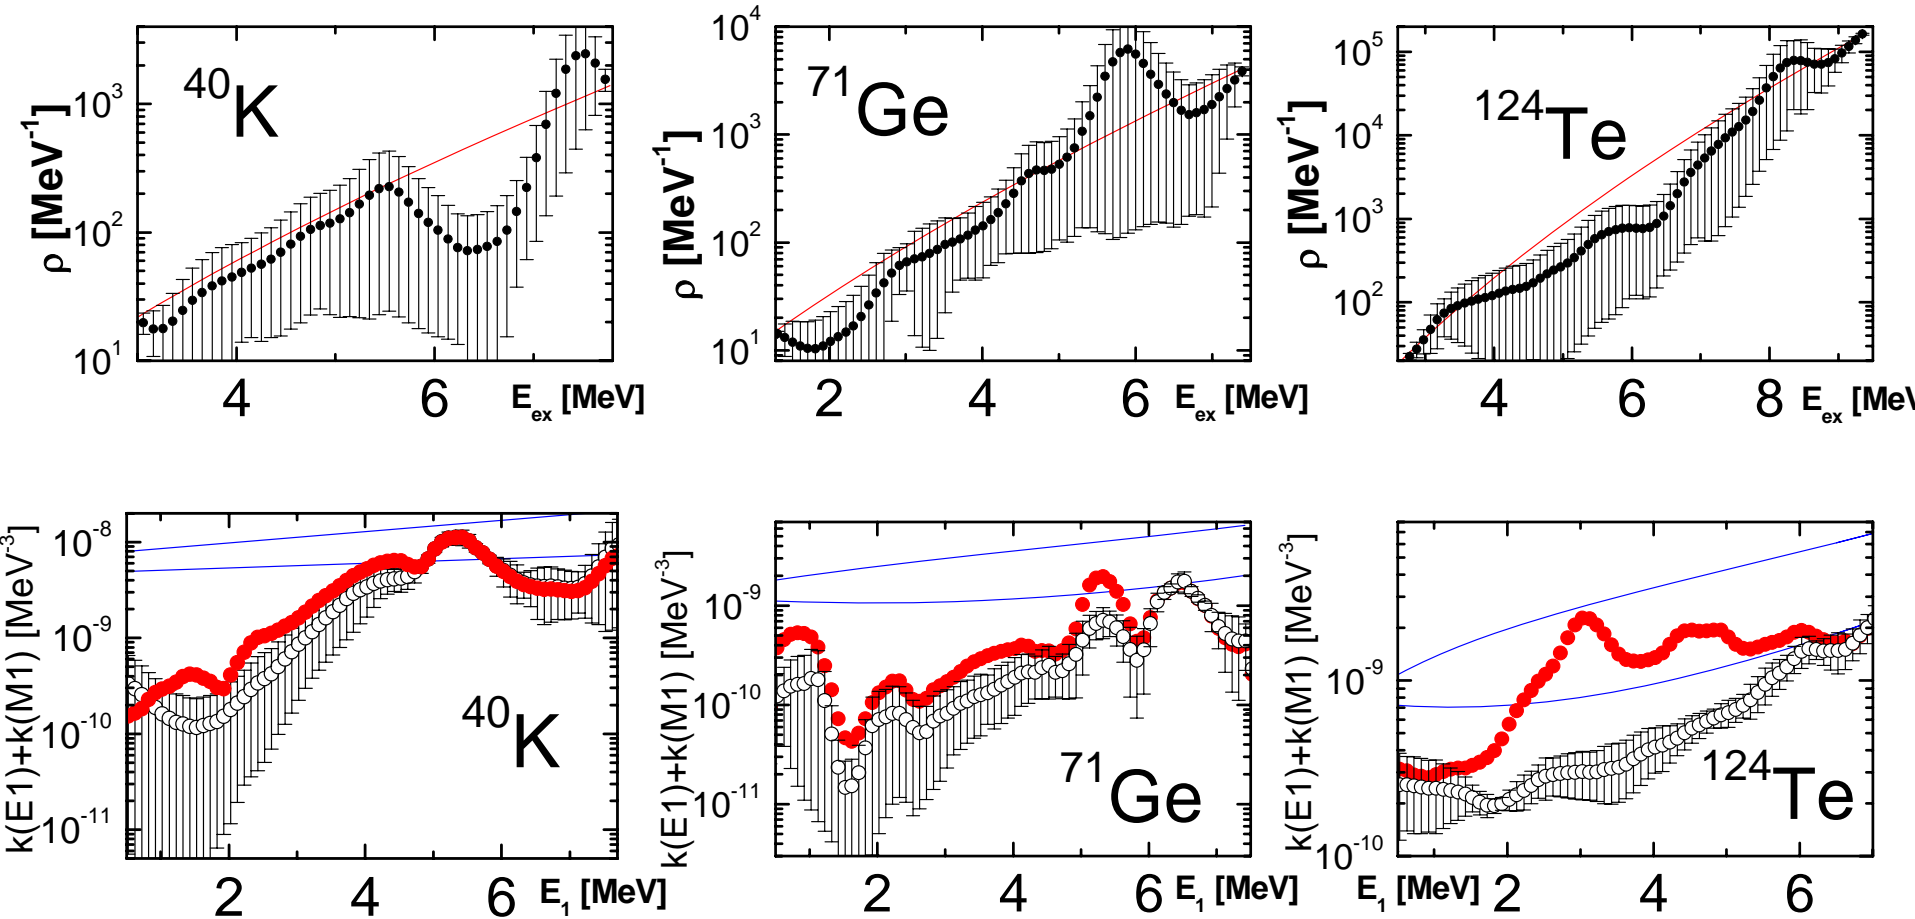 ρ [MeV⁻¹]
10³
10²
10¹
⁴⁰K
4
6
E_ex [MeV]
ρ [MeV⁻¹]
10⁴
10³
10²
10¹
⁷¹Ge
2
4
6
E_ex [MeV]
ρ [MeV⁻¹]
10⁵
10⁴
10³
10²
¹²⁴Te
4
6
8
E_ex [MeV
k(E1)+k(M1) [MeV⁻³]
10⁻⁸
10⁻⁹
10⁻¹⁰
10⁻¹¹
⁴⁰K
2
4
6
E₁ [MeV]
k(E1)+k(M1) [MeV⁻³]
10⁻⁹
10⁻¹⁰
10⁻¹¹
⁷¹Ge
2
4
6
E₁ [MeV]
k(E1)+k(M1) [MeV⁻³]
10⁻⁹
10⁻¹⁰
¹²⁴Te
E₁ [MeV]
2
4
6